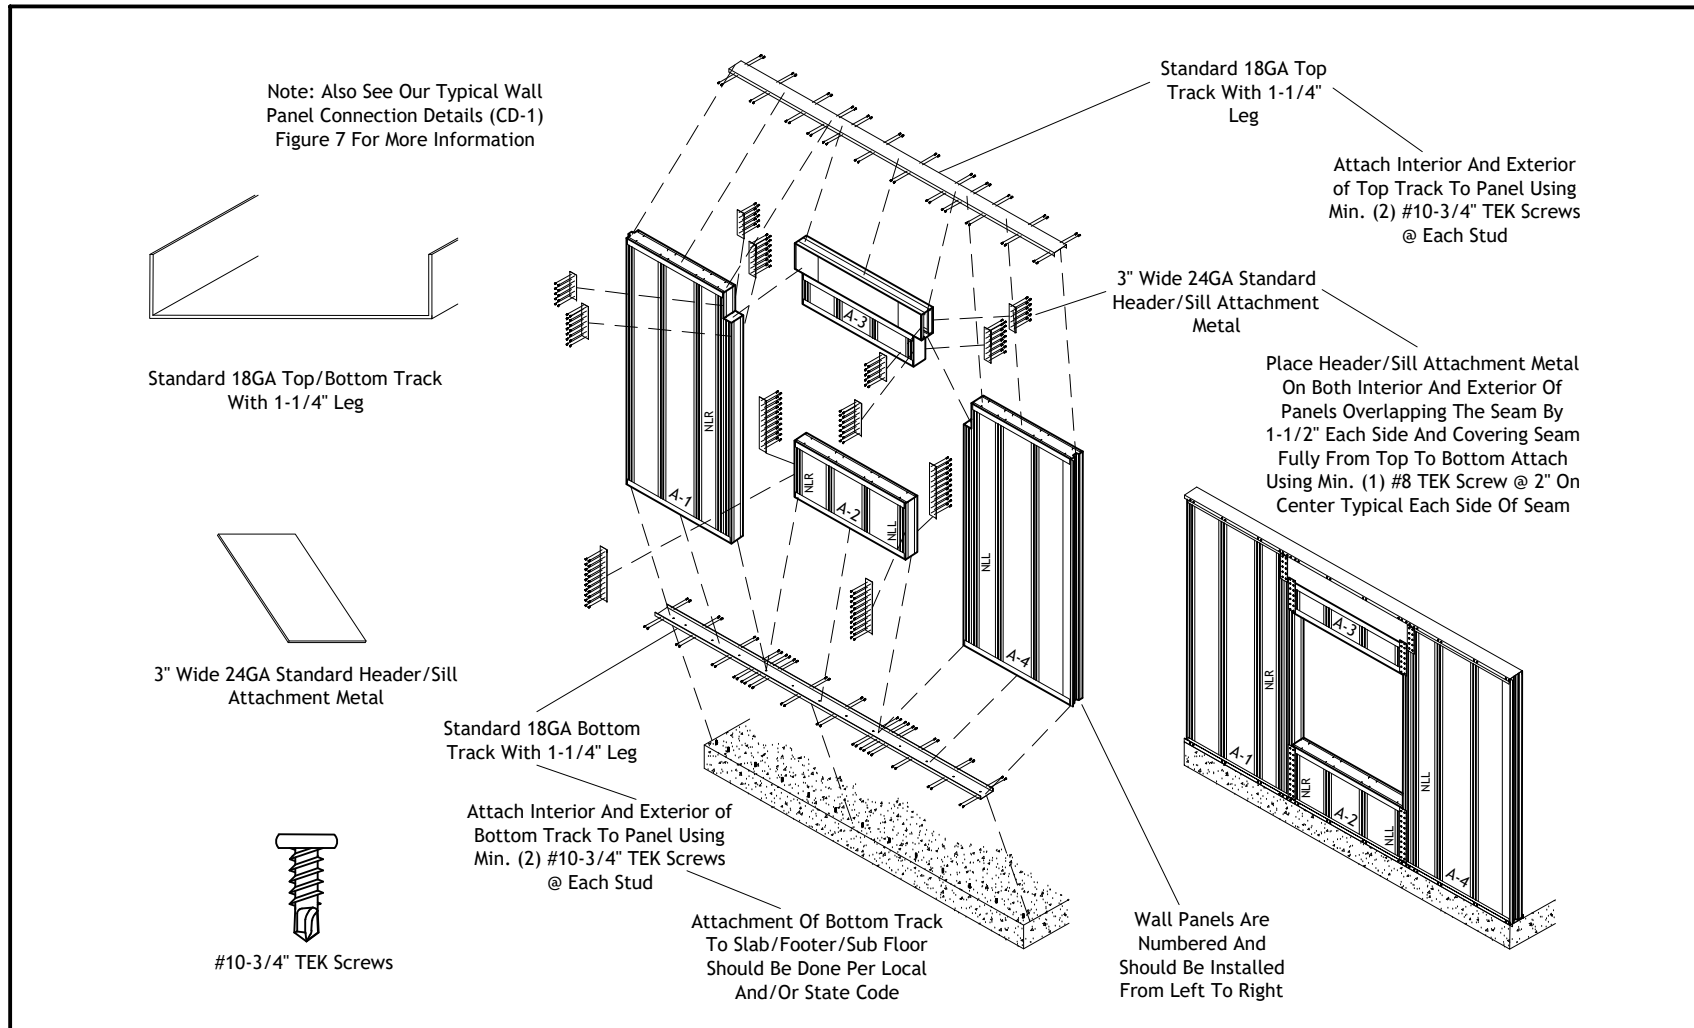 Note: Also See Our Typical Wall
Panel Connection Details (CD-1)
Figure 7 For More Information
Standard 18GA Top
Track With 1-1/4"
Leg
Attach Interior And Exterior
of Top Track To Panel Using
Min. (2) #10-3/4" TEK Screws
@ Each Stud
3" Wide 24GA Standard
Header/Sill Attachment
Metal
Place Header/Sill Attachment Metal
On Both Interior And Exterior Of
Panels Overlapping The Seam By
1-1/2" Each Side And Covering Seam
Fully From Top To Bottom Attach
Using Min. (1) #8 TEK Screw @ 2" On
Center Typical Each Side Of Seam
Standard 18GA Top/Bottom Track
With 1-1/4" Leg
3" Wide 24GA Standard Header/Sill
Attachment Metal
#10-3/4" TEK Screws
NLR
A-1
A-3
NLR
A-2
NLL
NLL
A-4
Standard 18GA Bottom
Track With 1-1/4" Leg
Attach Interior And Exterior of
Bottom Track To Panel Using
Min. (2) #10-3/4" TEK Screws
@ Each Stud
Attachment Of Bottom Track
To Slab/Footer/Sub Floor
Should Be Done Per Local
And/Or State Code
Wall Panels Are
Numbered And
Should Be Installed
From Left To Right
A-3
NLR
A-1
NLR
A-2
NLL
NLL
A-4